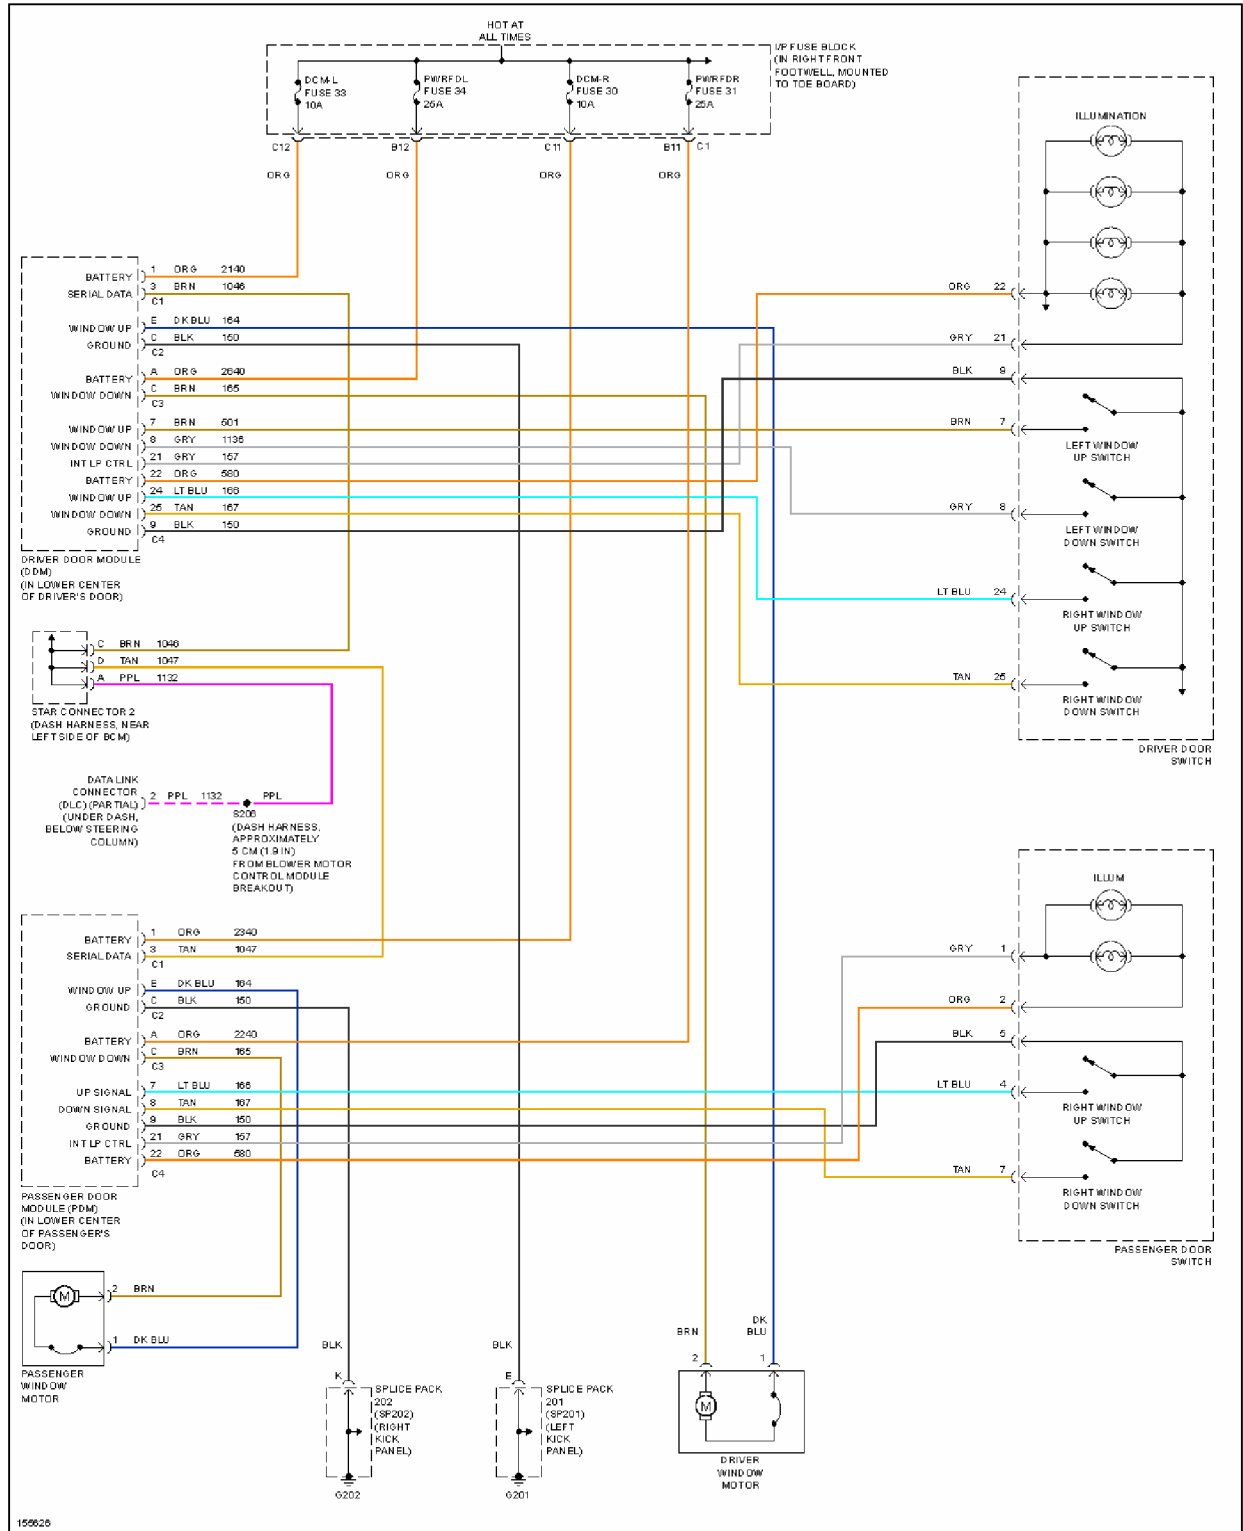 HOT AT
ALL TIMES
I/P FUSE BLOCK
(IN RIGHT FRONT
FOOTWELL, MOUNTED
TO TOE BOARD)
DCM-L
FUSE 33
10A
PWRFDL
FUSE 34
25A
DCM-R
FUSE 30
10A
PWRFDR
FUSE 31
25A
C12
B12
C11
B11 C1
ORG
ORG
ORG
ORG
BATTERY 1 ORG 2140
SERIAL DATA 3 BRN 1046
C1
WINDOW UP E DK BLU 164
GROUND C BLK 150
C2
BATTERY A ORG 2640
WINDOW DOWN C BRN 165
C3
WINDOW UP 7 BRN 501
WINDOW DOWN 8 GRY 1136
INT LP CTRL 21 GRY 157
BATTERY 22 ORG 580
WINDOW UP 24 LT BLU 166
WINDOW DOWN 25 TAN 167
GROUND 9 BLK 150
C4
DRIVER DOOR MODULE
(DDM)
(IN LOWER CENTER
OF DRIVER'S DOOR)
ILLUMINATION
ORG 22
GRY 21
BLK 9
BRN 7
LEFT WINDOW
UP SWITCH
GRY 8
LEFT WINDOW
DOWN SWITCH
LT BLU 24
RIGHT WINDOW
UP SWITCH
TAN 25
RIGHT WINDOW
DOWN SWITCH
DRIVER DOOR
SWITCH
C BRN 1046
D TAN 1047
A PPL 1132
STAR CONNECTOR 2
(DASH HARNESS, NEAR
LEFT SIDE OF BCM)
DATA LINK
CONNECTOR
(DLC) (PARTIAL)
(UNDER DASH,
BELOW STEERING
COLUMN)
2 PPL 1132
PPL
S206
(DASH HARNESS,
APPROXIMATELY
5 CM (1.9 IN)
FROM BLOWER MOTOR
CONTROL MODULE
BREAKOUT)
BATTERY 1 ORG 2340
SERIAL DATA 3 TAN 1047
C1
WINDOW UP E DK BLU 164
GROUND C BLK 150
C2
BATTERY A ORG 2240
WINDOW DOWN C BRN 165
C3
UP SIGNAL 7 LT BLU 166
DOWN SIGNAL 8 TAN 167
GROUND 9 BLK 150
INT LP CTRL 21 GRY 157
BATTERY 22 ORG 580
C4
PASSENGER DOOR
MODULE (PDM)
(IN LOWER CENTER
OF PASSENGER'S
DOOR)
ILLUM
GRY 1
ORG 2
BLK 5
LT BLU 4
RIGHT WINDOW
UP SWITCH
TAN 7
RIGHT WINDOW
DOWN SWITCH
PASSENGER DOOR
SWITCH
M
2 BRN
1 DK BLU
PASSENGER
WINDOW
MOTOR
BLK
K
SPLICE PACK
202
(SP202)
(RIGHT
KICK
PANEL)
G202
BLK
E
SPLICE PACK
201
(SP201)
(LEFT
KICK
PANEL)
G201
BRN
DK
BLU
2
1
M
DRIVER
WINDOW
MOTOR
155626